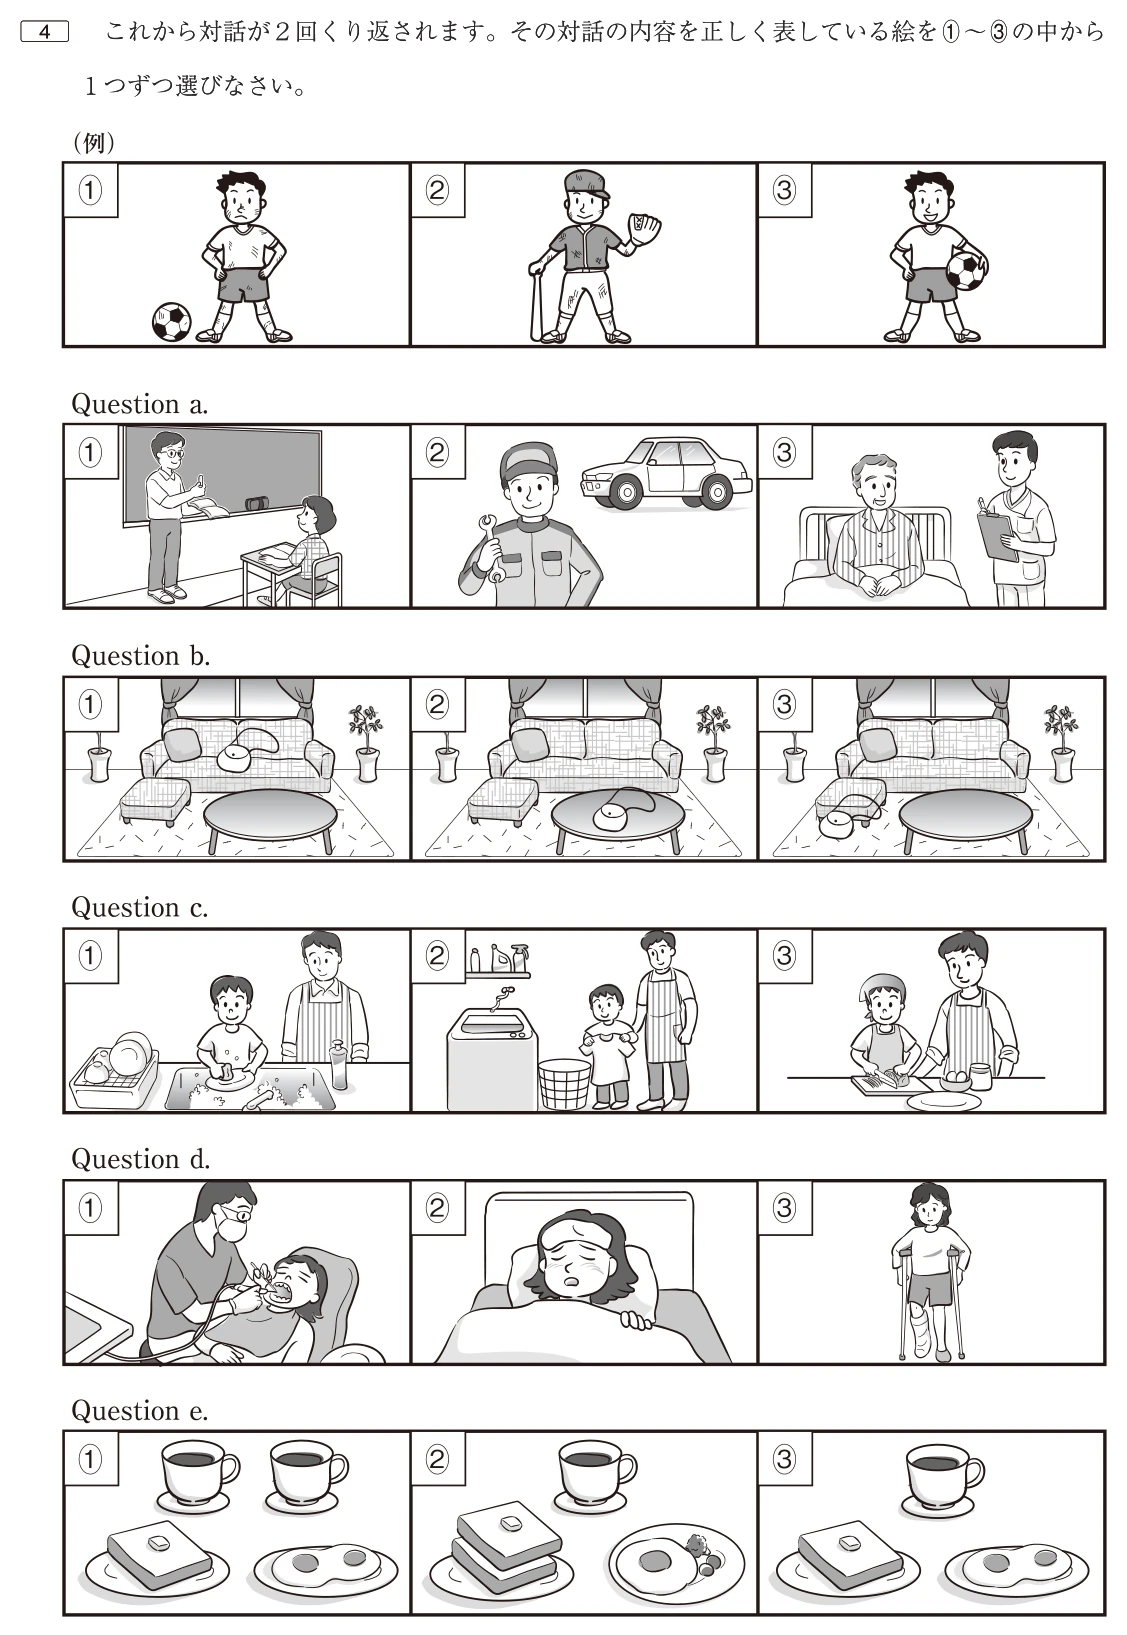 4 これから対話が２回くり返されます。その対話の内容を正しく表している絵を①～③の中から
１つずつ選びなさい。
（例）
① ② ③
Question a.
① ② ③
Question b.
① ② ③
Question c.
① ② ③
Question d.
① ② ③
Question e.
① ② ③